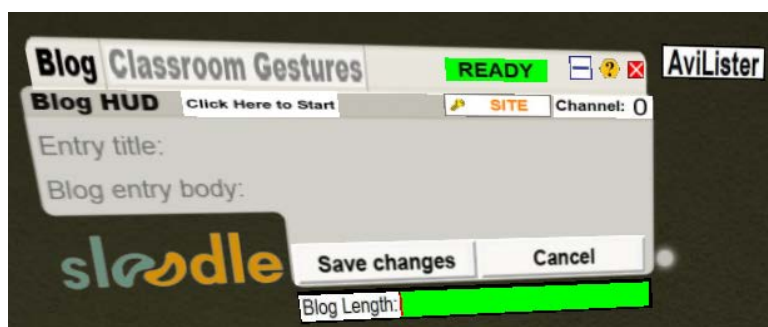 Blog Classroom Gestures READY ? X AviLister
Blog HUD Click Here to Start SITE Channel: 0
Entry title:
Blog entry body:
sloodle
Save changes Cancel
Blog Length: